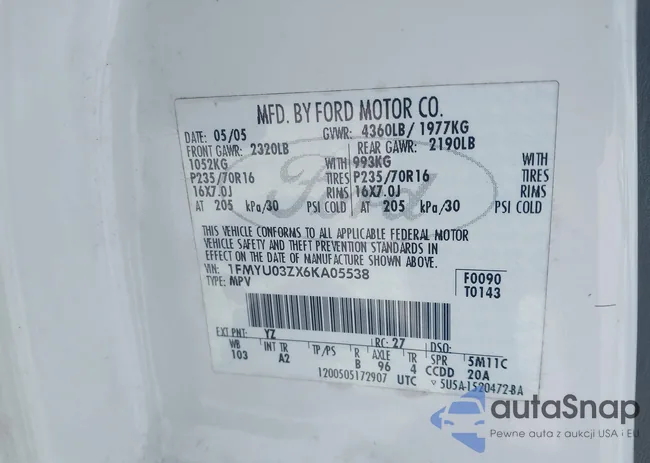 MFD. BY FORD MOTOR CO.
DATE: 05/05 GVWR: 4360LB/ 1977KG
FRONT GAWR: 2320LB REAR GAWR: 2190LB
1052KG WITH 993KG WITH
P235/70R16 TIRES P235/70R16 TIRES
16X7.0J RIMS 16X7.0J RIMS
AT 205 kPa/30 PSI COLD AT 205 kPa/30 PSI COLD
Ford
THIS VEHICLE CONFORMS TO ALL APPLICABLE FEDERAL MOTOR
VEHICLE SAFETY AND THEFT PREVENTION STANDARDS IN
EFFECT ON THE DATE OF MANUFACTURE SHOWN ABOVE.
VIN: 1FMYU03ZX6KA05538 F0090
TYPE: MPV T0143
EXT PNT: YZ RC: 27 DSO:
WB INT TR TP/PS R AXLE TR SPR 5M11C
103 A2 B 96 4 CCDD 20A
1200505172907 UTC 5U5A-1520472-BA
autaSnap
Pewne auta z aukcji USA i EU